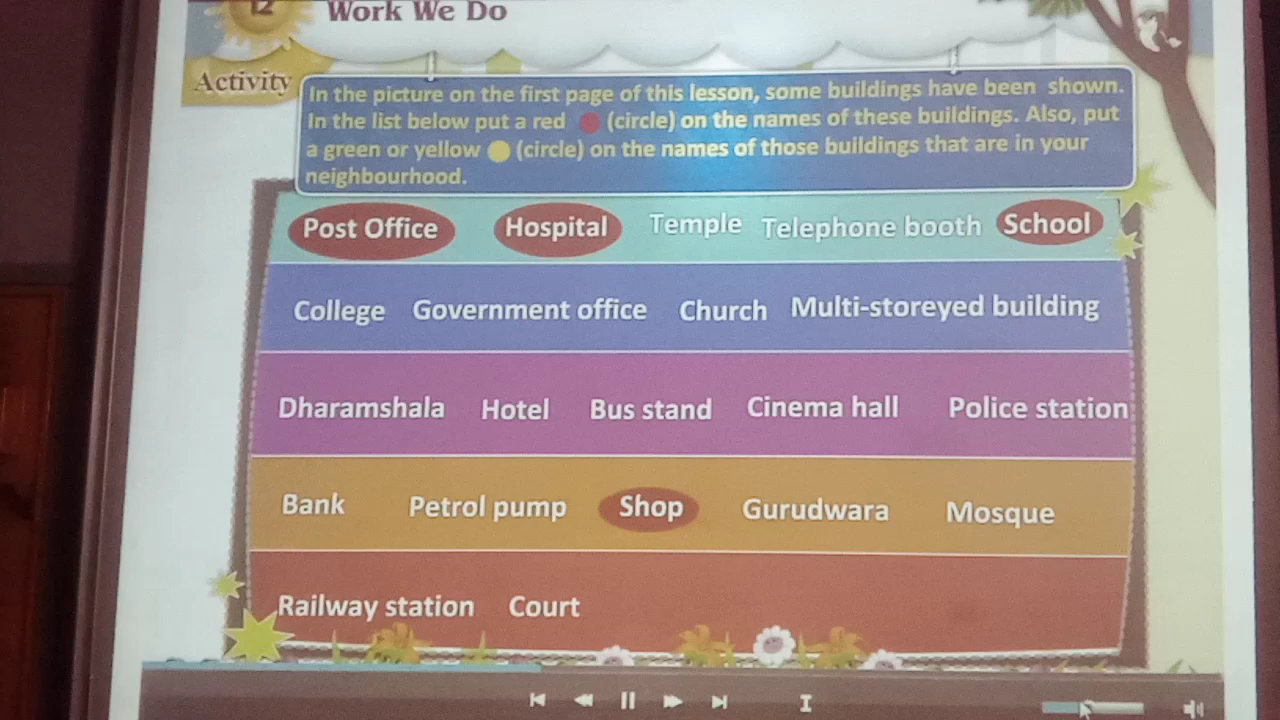 12 Work We Do
Activity
In the picture on the first page of this lesson, some buildings have been shown.
In the list below put a red (circle) on the names of these buildings. Also, put
a green or yellow (circle) on the names of those buildings that are in your
neighbourhood.
Post Office Hospital Temple Telephone booth School
College Government office Church Multi-storeyed building
Dharamshala Hotel Bus stand Cinema hall Police station
Bank Petrol pump Shop Gurudwara Mosque
Railway station Court